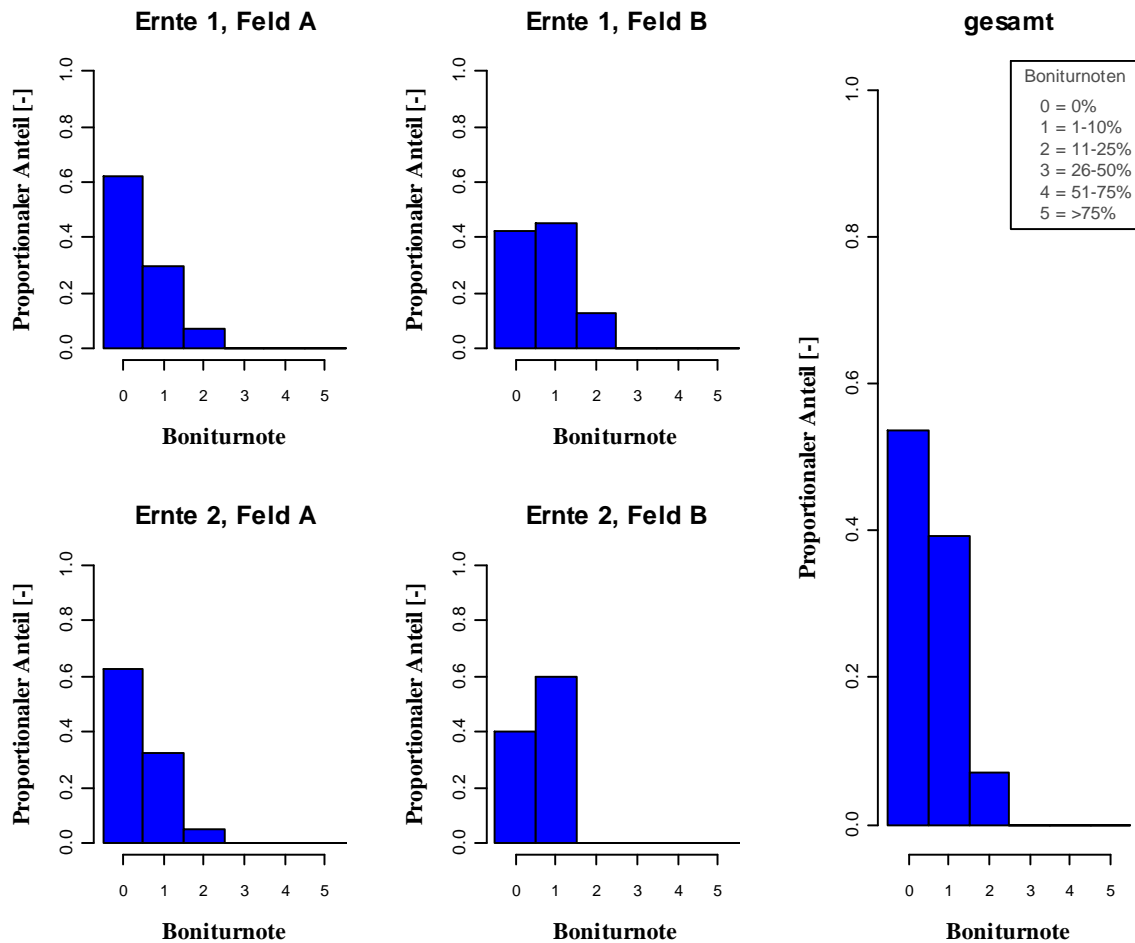 Ernte 1, Feld A
Proportionaler Anteil [-]
1.0
0.8
0.6
0.4
0.2
0.0
0 1 2 3 4 5
Boniturnote
Ernte 1, Feld B
Proportionaler Anteil [-]
1.0
0.8
0.6
0.4
0.2
0.0
0 1 2 3 4 5
Boniturnote
Ernte 2, Feld A
Proportionaler Anteil [-]
1.0
0.8
0.6
0.4
0.2
0.0
0 1 2 3 4 5
Boniturnote
Ernte 2, Feld B
Proportionaler Anteil [-]
1.0
0.8
0.6
0.4
0.2
0.0
0 1 2 3 4 5
Boniturnote
gesamt
Boniturnoten
0 = 0%
1 = 1-10%
2 = 11-25%
3 = 26-50%
4 = 51-75%
5 = >75%
Proportionaler Anteil [-]
1.0
0.8
0.6
0.4
0.2
0.0
0 1 2 3 4 5
Boniturnote